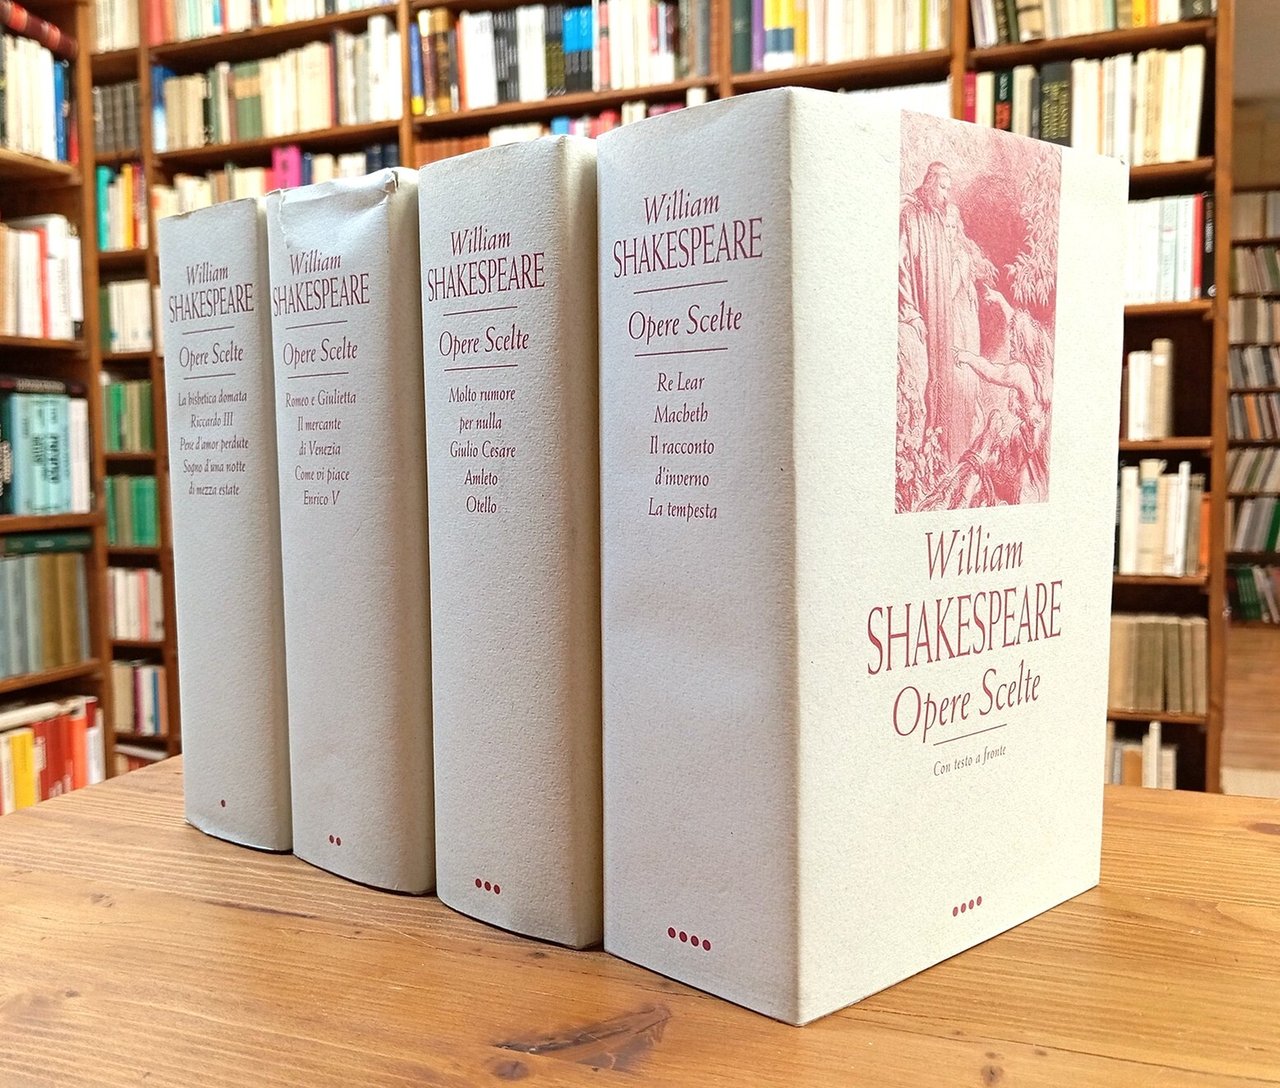 William
SHAKESPEARE
Opere Scelte
La bisbetica domata
Riccardo III
Pene d'amor perdute
Sogno d'una notte
di mezza estate
William
SHAKESPEARE
Opere Scelte
Romeo e Giulietta
Il mercante
di Venezia
Come vi piace
Enrico V
William
SHAKESPEARE
Opere Scelte
Molto rumore
per nulla
Giulio Cesare
Amleto
Otello
William
SHAKESPEARE
Opere Scelte
Re Lear
Macbeth
Il racconto
d'inverno
La tempesta
William
SHAKESPEARE
Opere Scelte
Con testo a fronte